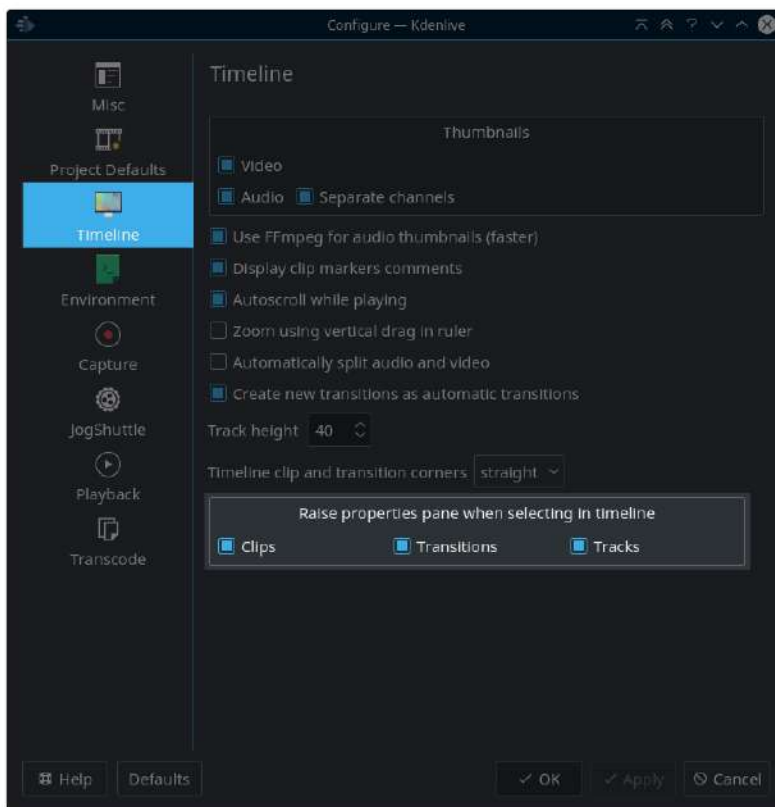 Configure — Kdenlive
Misc
Project Defaults
Timeline
Environment
Capture
JogShuttle
Playback
Transcode
Timeline
Thumbnails
Video
Audio Separate channels
Use FFmpeg for audio thumbnails (faster)
Display clip markers comments
Autoscroll while playing
Zoom using vertical drag in ruler
Automatically split audio and video
Create new transitions as automatic transitions
Track height 40
Timeline clip and transition corners straight
Raise properties pane when selecting in timeline
Clips Transitions Tracks
Help Defaults OK Apply Cancel